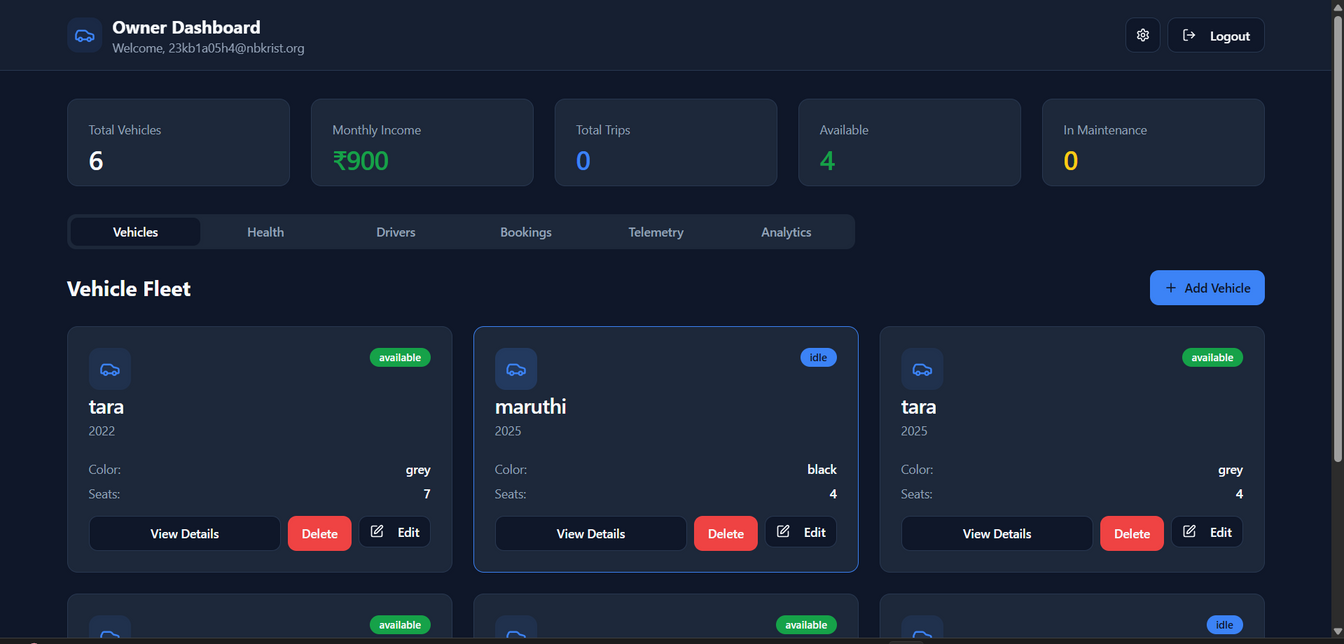 Owner Dashboard
Welcome, 23kb1a05h4@nbkrist.org
Logout
Total Vehicles
6
Monthly Income
₹900
Total Trips
0
Available
4
In Maintenance
0
Vehicles Health Drivers Bookings Telemetry Analytics
Vehicle Fleet
+ Add Vehicle
available
tara
2022
Color: grey
Seats: 7
View Details Delete Edit
idle
maruthi
2025
Color: black
Seats: 4
View Details Delete Edit
available
tara
2025
Color: grey
Seats: 4
View Details Delete Edit
available
available
idle